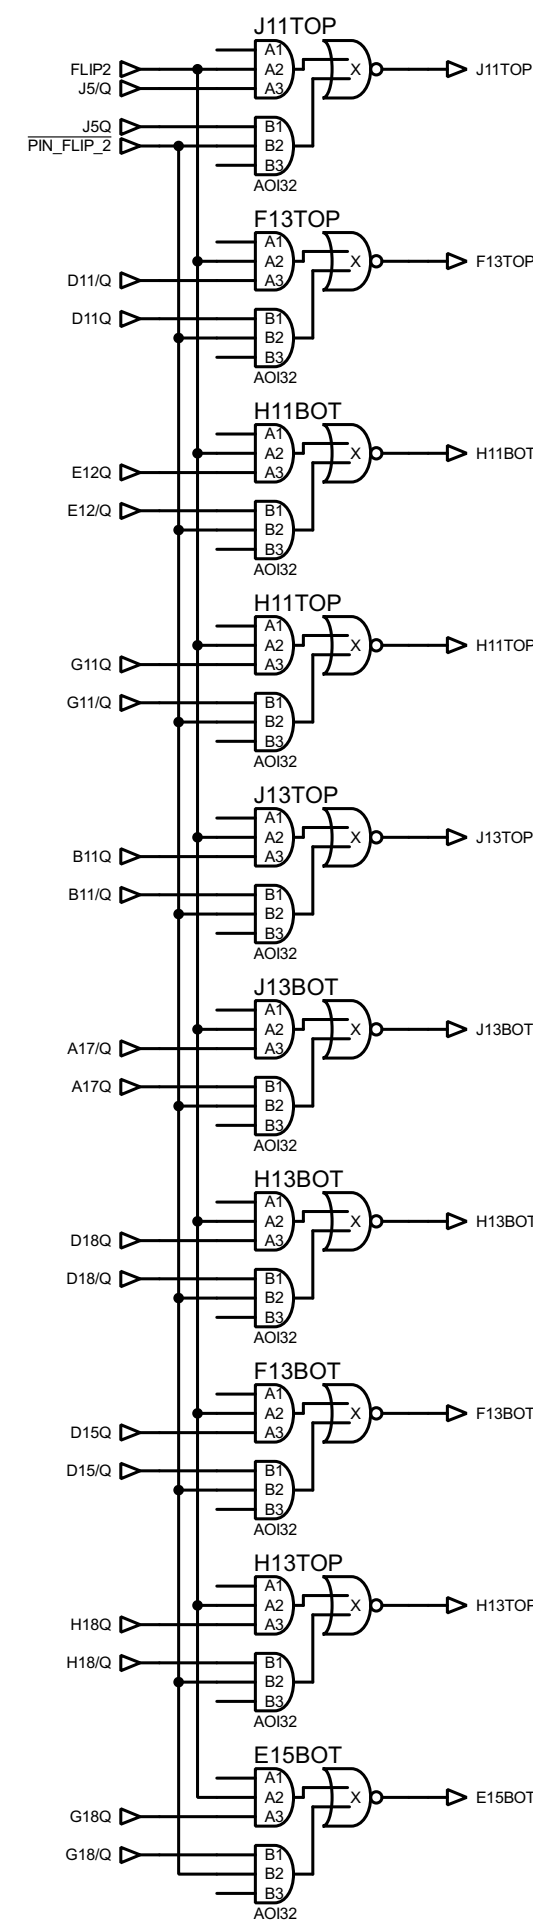 J11TOP
A1
FLIP2 A2 X J11TOP
J5/Q A3
J5Q B1
PIN_FLIP_2 B2
B3
AOI32
F13TOP
A1
A2 X F13TOP
D11/Q A3
D11Q B1
B2
B3
AOI32
H11BOT
A1
A2 X H11BOT
E12Q A3
E12/Q B1
B2
B3
AOI32
H11TOP
A1
A2 X H11TOP
G11Q A3
G11/Q B1
B2
B3
AOI32
J13TOP
A1
A2 X J13TOP
B11Q A3
B11/Q B1
B2
B3
AOI32
J13BOT
A1
A2 X J13BOT
A17/Q A3
A17Q B1
B2
B3
AOI32
H13BOT
A1
A2 X H13BOT
D18Q A3
D18/Q B1
B2
B3
AOI32
F13BOT
A1
A2 X F13BOT
D15Q A3
D15/Q B1
B2
B3
AOI32
H13TOP
A1
A2 X H13TOP
H18Q A3
H18/Q B1
B2
B3
AOI32
E15BOT
A1
A2 X E15BOT
G18Q A3
G18/Q B1
B2
B3
AOI32